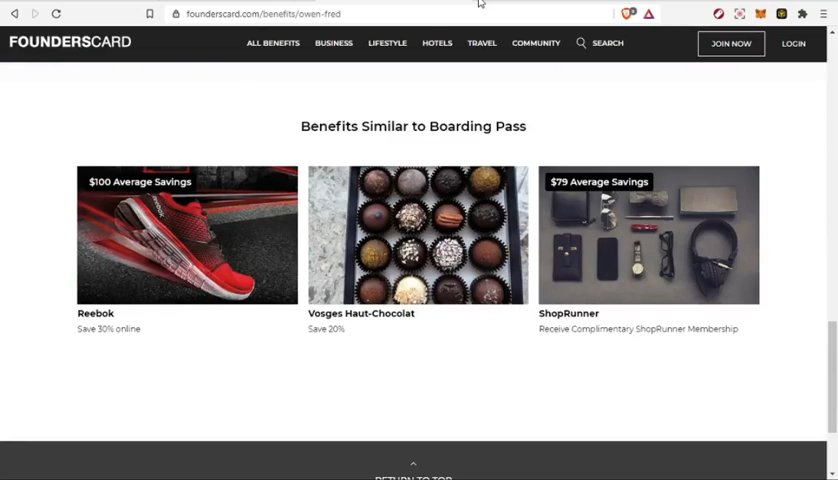 founderscard.com/benefits/owen-fred
FOUNDERSCARD
ALL BENEFITS
BUSINESS
LIFESTYLE
HOTELS
TRAVEL
COMMUNITY
SEARCH
JOIN NOW
LOGIN
Benefits Similar to Boarding Pass
$100 Average Savings
$79 Average Savings
Reebok
Vosges Haut-Chocolat
ShopRunner
Save 30% online
Save 20%
Receive Complimentary ShopRunner Membership
RETURN TO TOP